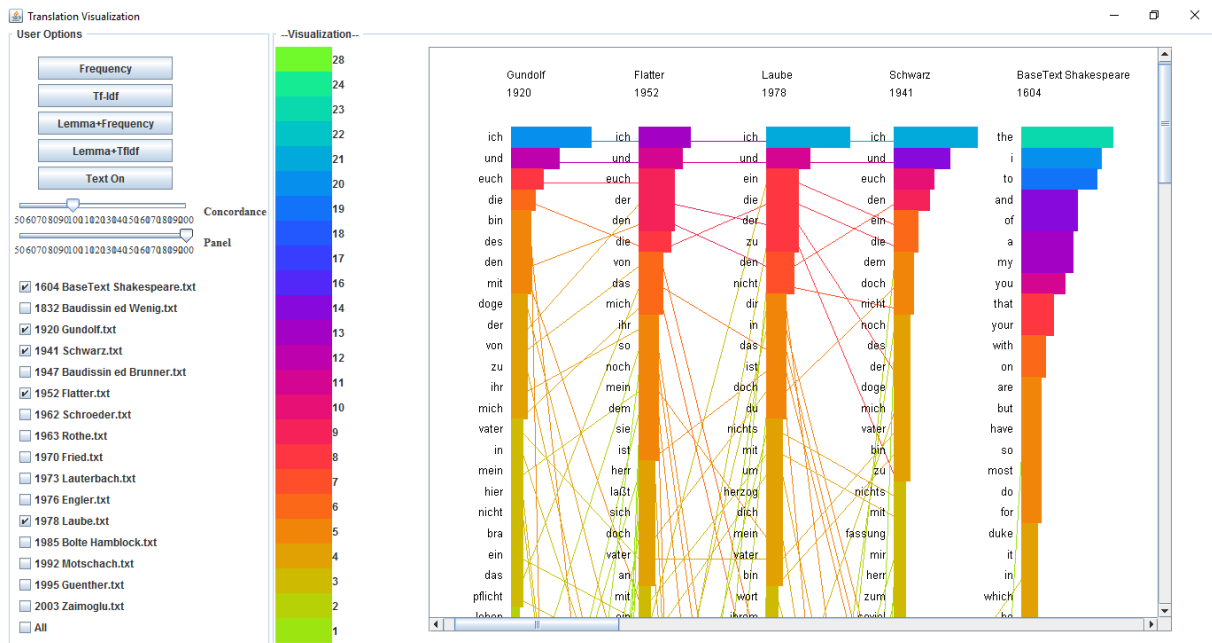 Translation Visualization
User Options
Frequency
Tf-Idf
Lemma+Frequency
Lemma+TfIdf
Text On
Concordance
Panel
1604 BaseText Shakespeare.txt
1832 Baudissin ed Wenig.txt
1920 Gundolf.txt
1941 Schwarz.txt
1947 Baudissin ed Brunner.txt
1952 Flatter.txt
1962 Schroeder.txt
1963 Rothe.txt
1970 Fried.txt
1973 Lauterbach.txt
1976 Engler.txt
1978 Laube.txt
1985 Bolte Hamblock.txt
1992 Motschach.txt
1995 Guenther.txt
2003 Zaimoglu.txt
All
--Visualization--
28
24
23
22
21
20
19
18
17
16
14
13
12
11
10
9
8
7
6
5
4
3
2
1
Gundolf Flatter Laube Schwarz BaseText Shakespeare
1920 1952 1978 1941 1604
ich ich ich ich the
und und und und i
euch euch ein euch to
die der die den and
bin den der ein of
des die zu die a
den von den dem my
mit das nicht doch you
doge mich dir nicht that
der ihr in noch your
von so das des with
zu noch ist der on
ihr mein doch doge are
mich dem du mich but
vater sie nichts vater have
in ist mit bin so
mein herr um zu most
hier laßt herzog nichts do
nicht sich dich mit for
bra doch mein fassung duke
ein vater vater mir it
das an bin herr in
pflicht mit wort zum which